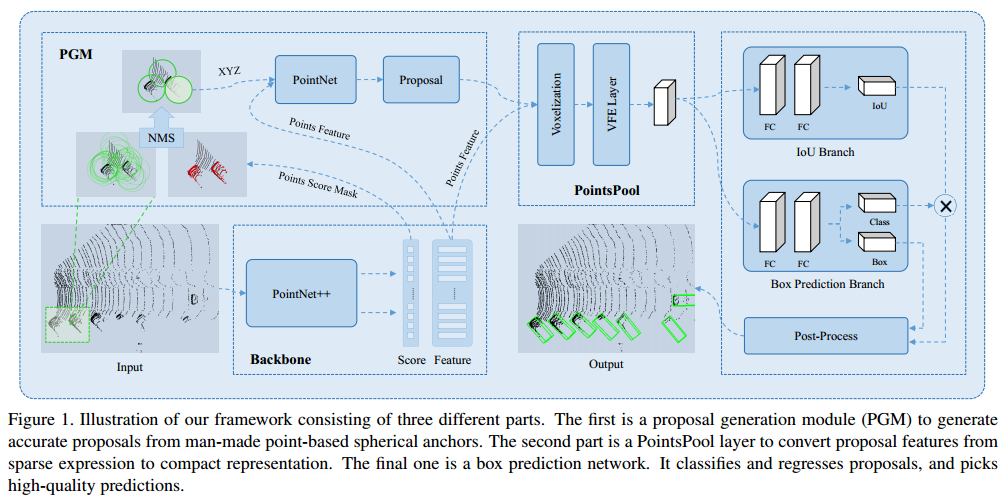 PGM
XYZ
PointNet
Proposal
NMS
Points Feature
Points Score Mask
Points Feature
Voxelization
VFE Layer
PointsPool
FC
FC
IoU
IoU Branch
FC
FC
Class
Box
Box Prediction Branch
Post-Process
PointNet++
Backbone
Score
Feature
Input
Output
Figure 1. Illustration of our framework consisting of three different parts. The first is a proposal generation module (PGM) to generate
accurate proposals from man-made point-based spherical anchors. The second part is a PointsPool layer to convert proposal features from
sparse expression to compact representation. The final one is a box prediction network. It classifies and regresses proposals, and picks
high-quality predictions.